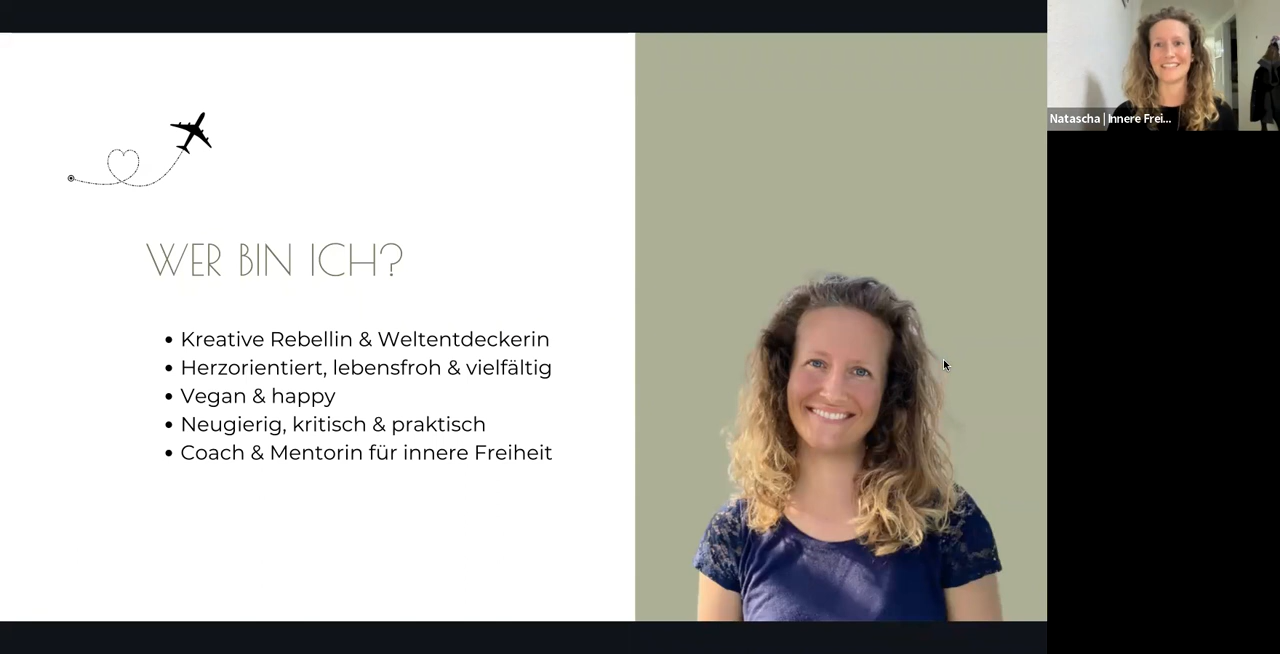 WER BIN ICH?
Kreative Rebellin & Weltentdeckerin
Herzorientiert, lebensfroh & vielfältig
Vegan & happy
Neugierig, kritisch & praktisch
Coach & Mentorin für innere Freiheit
Natascha | Innere Frei...